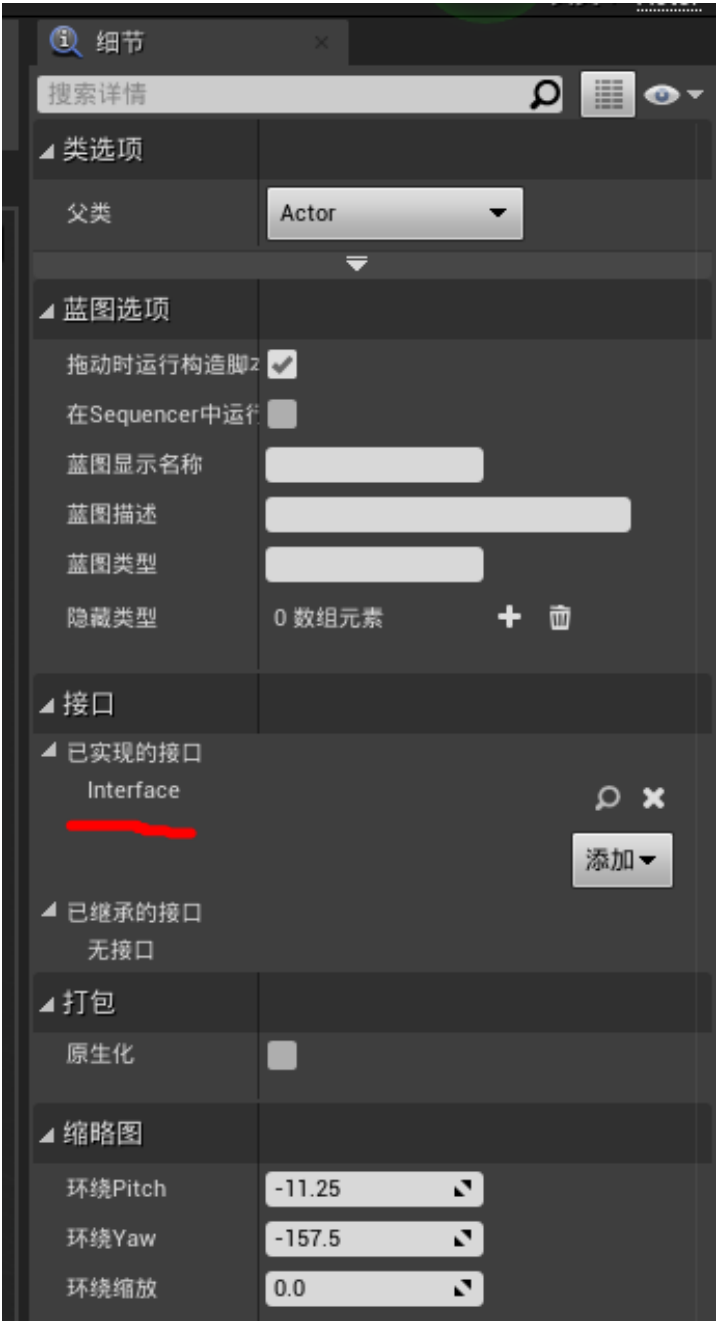 细节
搜索详情
类选项
父类 Actor
蓝图选项
拖动时运行构造脚
在Sequencer中运行
蓝图显示名称
蓝图描述
蓝图类型
隐藏类型 0 数组元素
接口
已实现的接口
Interface
添加
已继承的接口
无接口
打包
原生化
缩略图
环绕Pitch -11.25
环绕Yaw -157.5
环绕缩放 0.0